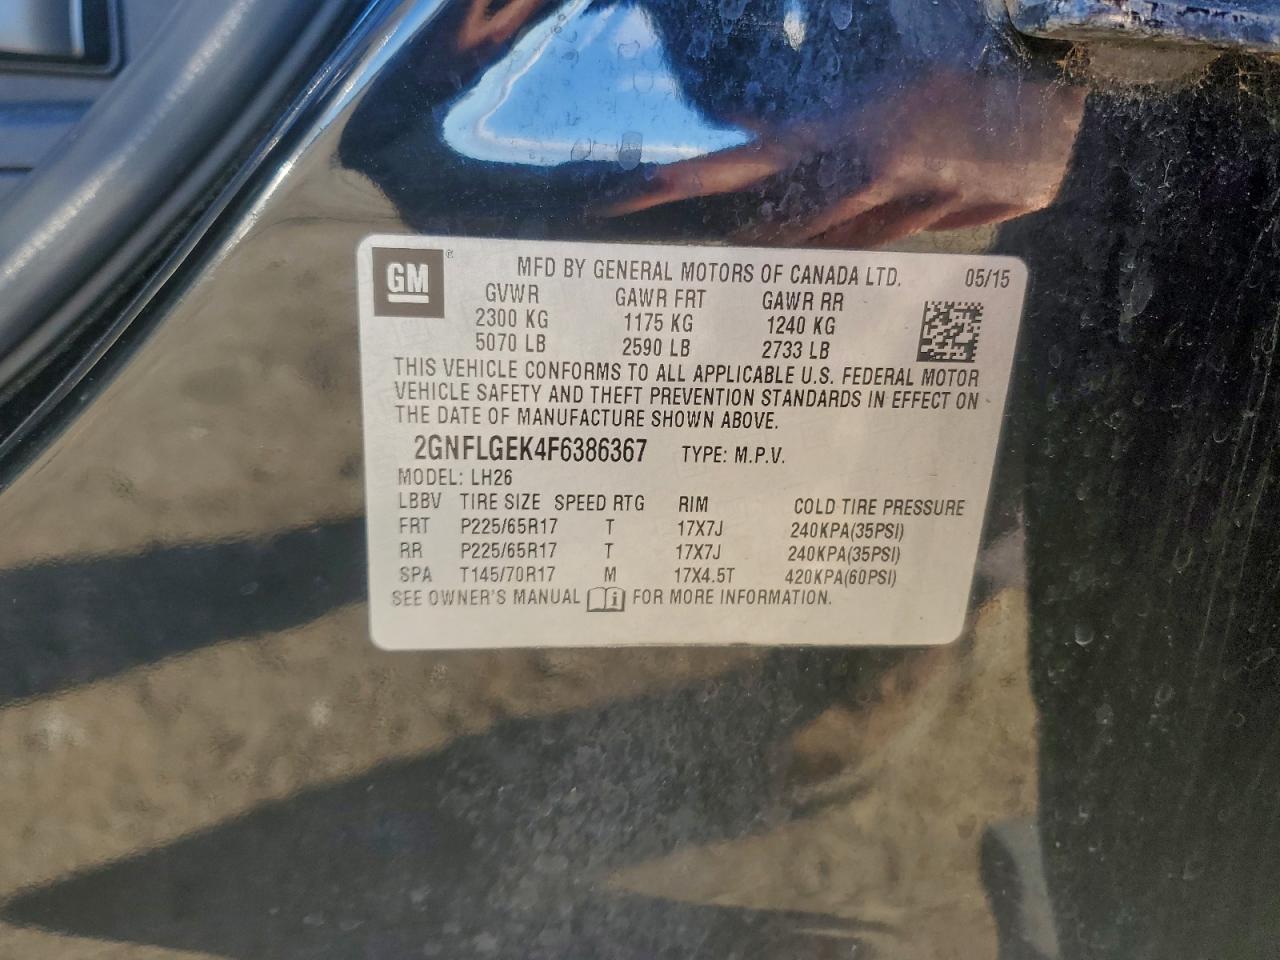 GM ® MFD BY GENERAL MOTORS OF CANADA LTD. 05/15
GVWR GAWR FRT GAWR RR
2300 KG 1175 KG 1240 KG
5070 LB 2590 LB 2733 LB
THIS VEHICLE CONFORMS TO ALL APPLICABLE U.S. FEDERAL MOTOR
VEHICLE SAFETY AND THEFT PREVENTION STANDARDS IN EFFECT ON
THE DATE OF MANUFACTURE SHOWN ABOVE.
2GNFLGEK4F6386367 TYPE: M.P.V.
MODEL: LH26
LBBV TIRE SIZE SPEED RTG RIM COLD TIRE PRESSURE
FRT P225/65R17 T 17X7J 240KPA(35PSI)
RR P225/65R17 T 17X7J 240KPA(35PSI)
SPA T145/70R17 M 17X4.5T 420KPA(60PSI)
SEE OWNER'S MANUAL i FOR MORE INFORMATION.